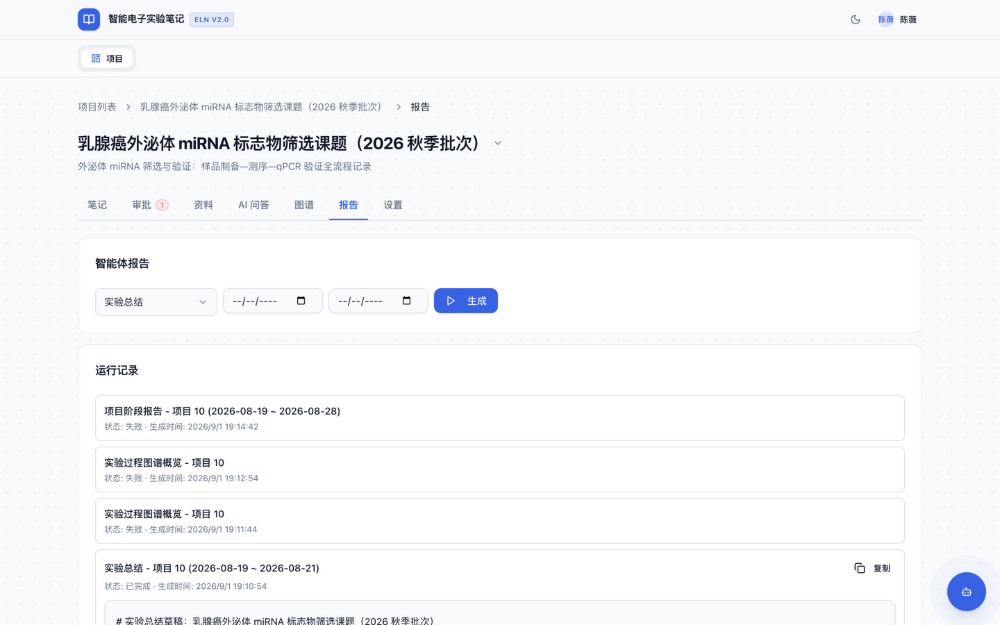 智能电子实验笔记 ELN V2.0
陈薇 陈薇
项目
项目列表 > 乳腺癌外泌体 miRNA 标志物筛选课题（2026 秋季批次） > 报告
乳腺癌外泌体 miRNA 标志物筛选课题（2026 秋季批次）
外泌体 miRNA 筛选与验证：样品制备—测序—qPCR 验证全流程记录
笔记 审批 1 资料 AI 问答 图谱 报告 设置
智能体报告
实验总结 --/--/---- --/--/---- 生成
运行记录
项目阶段报告 - 项目 10 (2026-08-19 ~ 2026-08-28)
状态: 失败 · 生成时间: 2026/9/1 19:14:42
实验过程图谱概览 - 项目 10
状态: 失败 · 生成时间: 2026/9/1 19:12:54
实验过程图谱概览 - 项目 10
状态: 失败 · 生成时间: 2026/9/1 19:11:44
实验总结 - 项目 10 (2026-08-19 ~ 2026-08-21) 复制
状态: 已完成 · 生成时间: 2026/9/1 19:10:54
# 实验总结草稿：乳腺癌外泌体 miRNA 标志物筛选课题（2026 秋季批次）